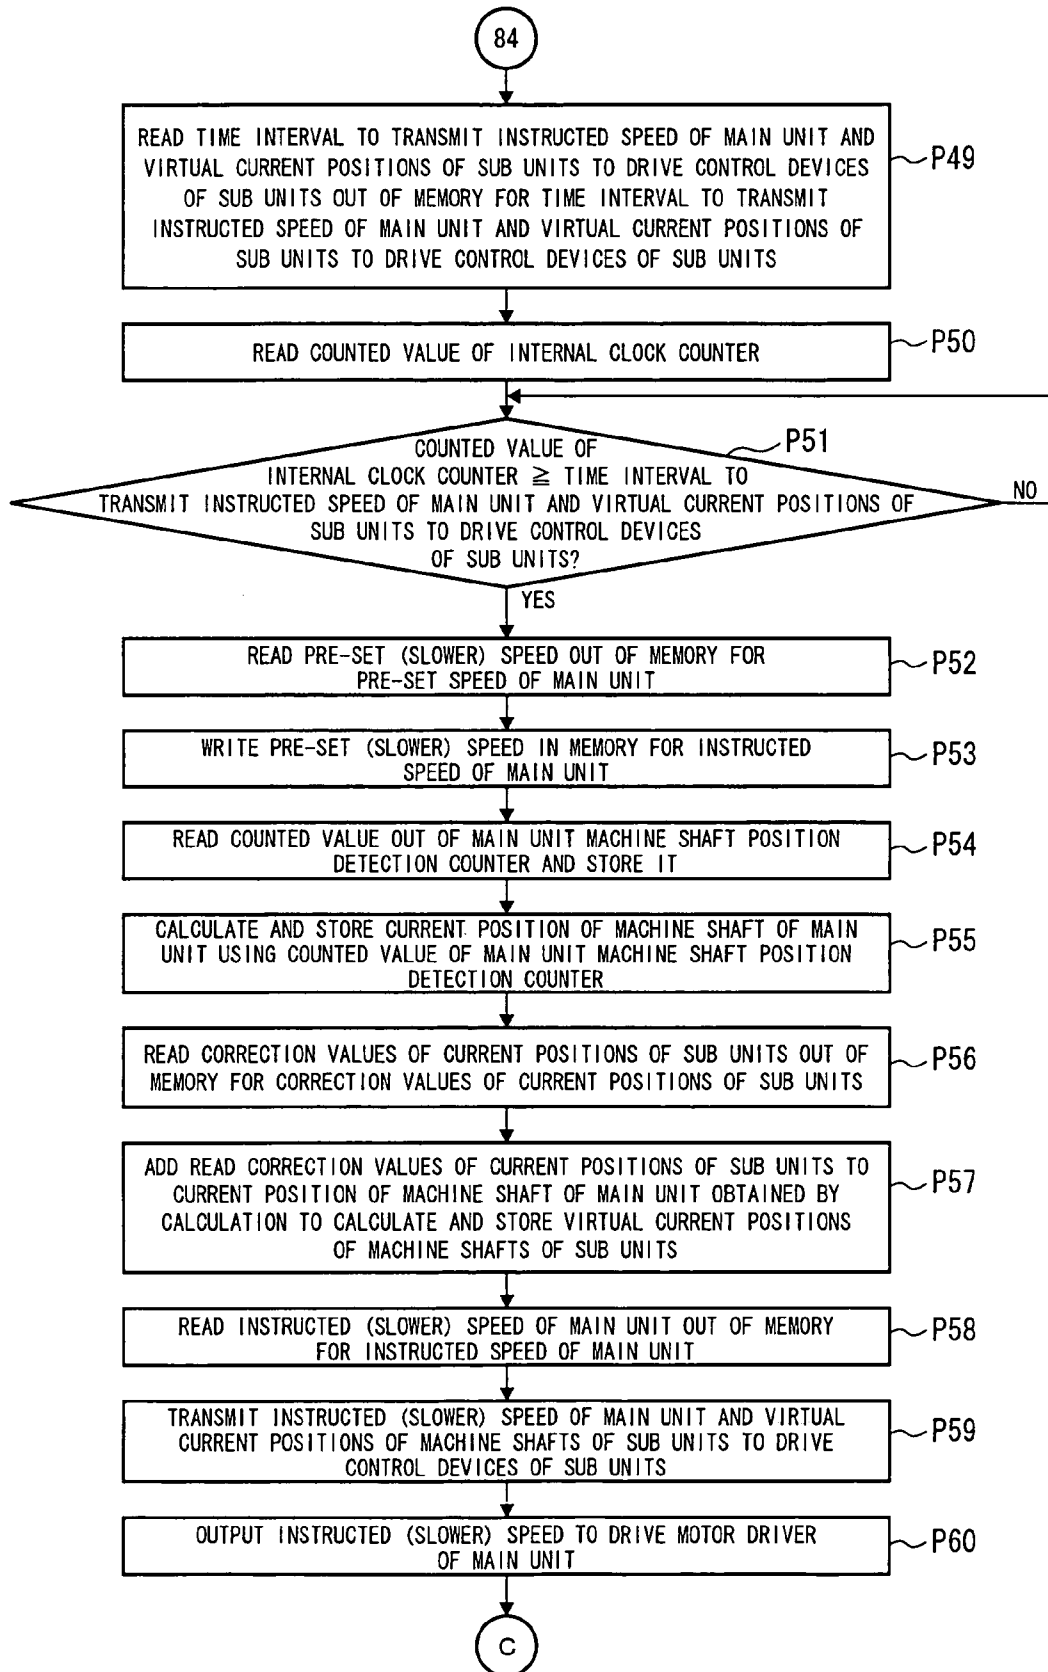 84
READ TIME INTERVAL TO TRANSMIT INSTRUCTED SPEED OF MAIN UNIT AND
VIRTUAL CURRENT POSITIONS OF SUB UNITS TO DRIVE CONTROL DEVICES
OF SUB UNITS OUT OF MEMORY FOR TIME INTERVAL TO TRANSMIT
INSTRUCTED SPEED OF MAIN UNIT AND VIRTUAL CURRENT POSITIONS OF
SUB UNITS TO DRIVE CONTROL DEVICES OF SUB UNITS
P49
READ COUNTED VALUE OF INTERNAL CLOCK COUNTER
P50
COUNTED VALUE OF
INTERNAL CLOCK COUNTER ≧ TIME INTERVAL TO
TRANSMIT INSTRUCTED SPEED OF MAIN UNIT AND VIRTUAL CURRENT POSITIONS OF
SUB UNITS TO DRIVE CONTROL DEVICES
OF SUB UNITS?
P51
NO
YES
READ PRE-SET (SLOWER) SPEED OUT OF MEMORY FOR
PRE-SET SPEED OF MAIN UNIT
P52
WRITE PRE-SET (SLOWER) SPEED IN MEMORY FOR INSTRUCTED
SPEED OF MAIN UNIT
P53
READ COUNTED VALUE OUT OF MAIN UNIT MACHINE SHAFT POSITION
DETECTION COUNTER AND STORE IT
P54
CALCULATE AND STORE CURRENT POSITION OF MACHINE SHAFT OF MAIN
UNIT USING COUNTED VALUE OF MAIN UNIT MACHINE SHAFT POSITION
DETECTION COUNTER
P55
READ CORRECTION VALUES OF CURRENT POSITIONS OF SUB UNITS OUT OF
MEMORY FOR CORRECTION VALUES OF CURRENT POSITIONS OF SUB UNITS
P56
ADD READ CORRECTION VALUES OF CURRENT POSITIONS OF SUB UNITS TO
CURRENT POSITION OF MACHINE SHAFT OF MAIN UNIT OBTAINED BY
CALCULATION TO CALCULATE AND STORE VIRTUAL CURRENT POSITIONS
OF MACHINE SHAFTS OF SUB UNITS
P57
READ INSTRUCTED (SLOWER) SPEED OF MAIN UNIT OUT OF MEMORY
FOR INSTRUCTED SPEED OF MAIN UNIT
P58
TRANSMIT INSTRUCTED (SLOWER) SPEED OF MAIN UNIT AND VIRTUAL
CURRENT POSITIONS OF MACHINE SHAFTS OF SUB UNITS TO DRIVE
CONTROL DEVICES OF SUB UNITS
P59
OUTPUT INSTRUCTED (SLOWER) SPEED TO DRIVE MOTOR DRIVER
OF MAIN UNIT
P60
C